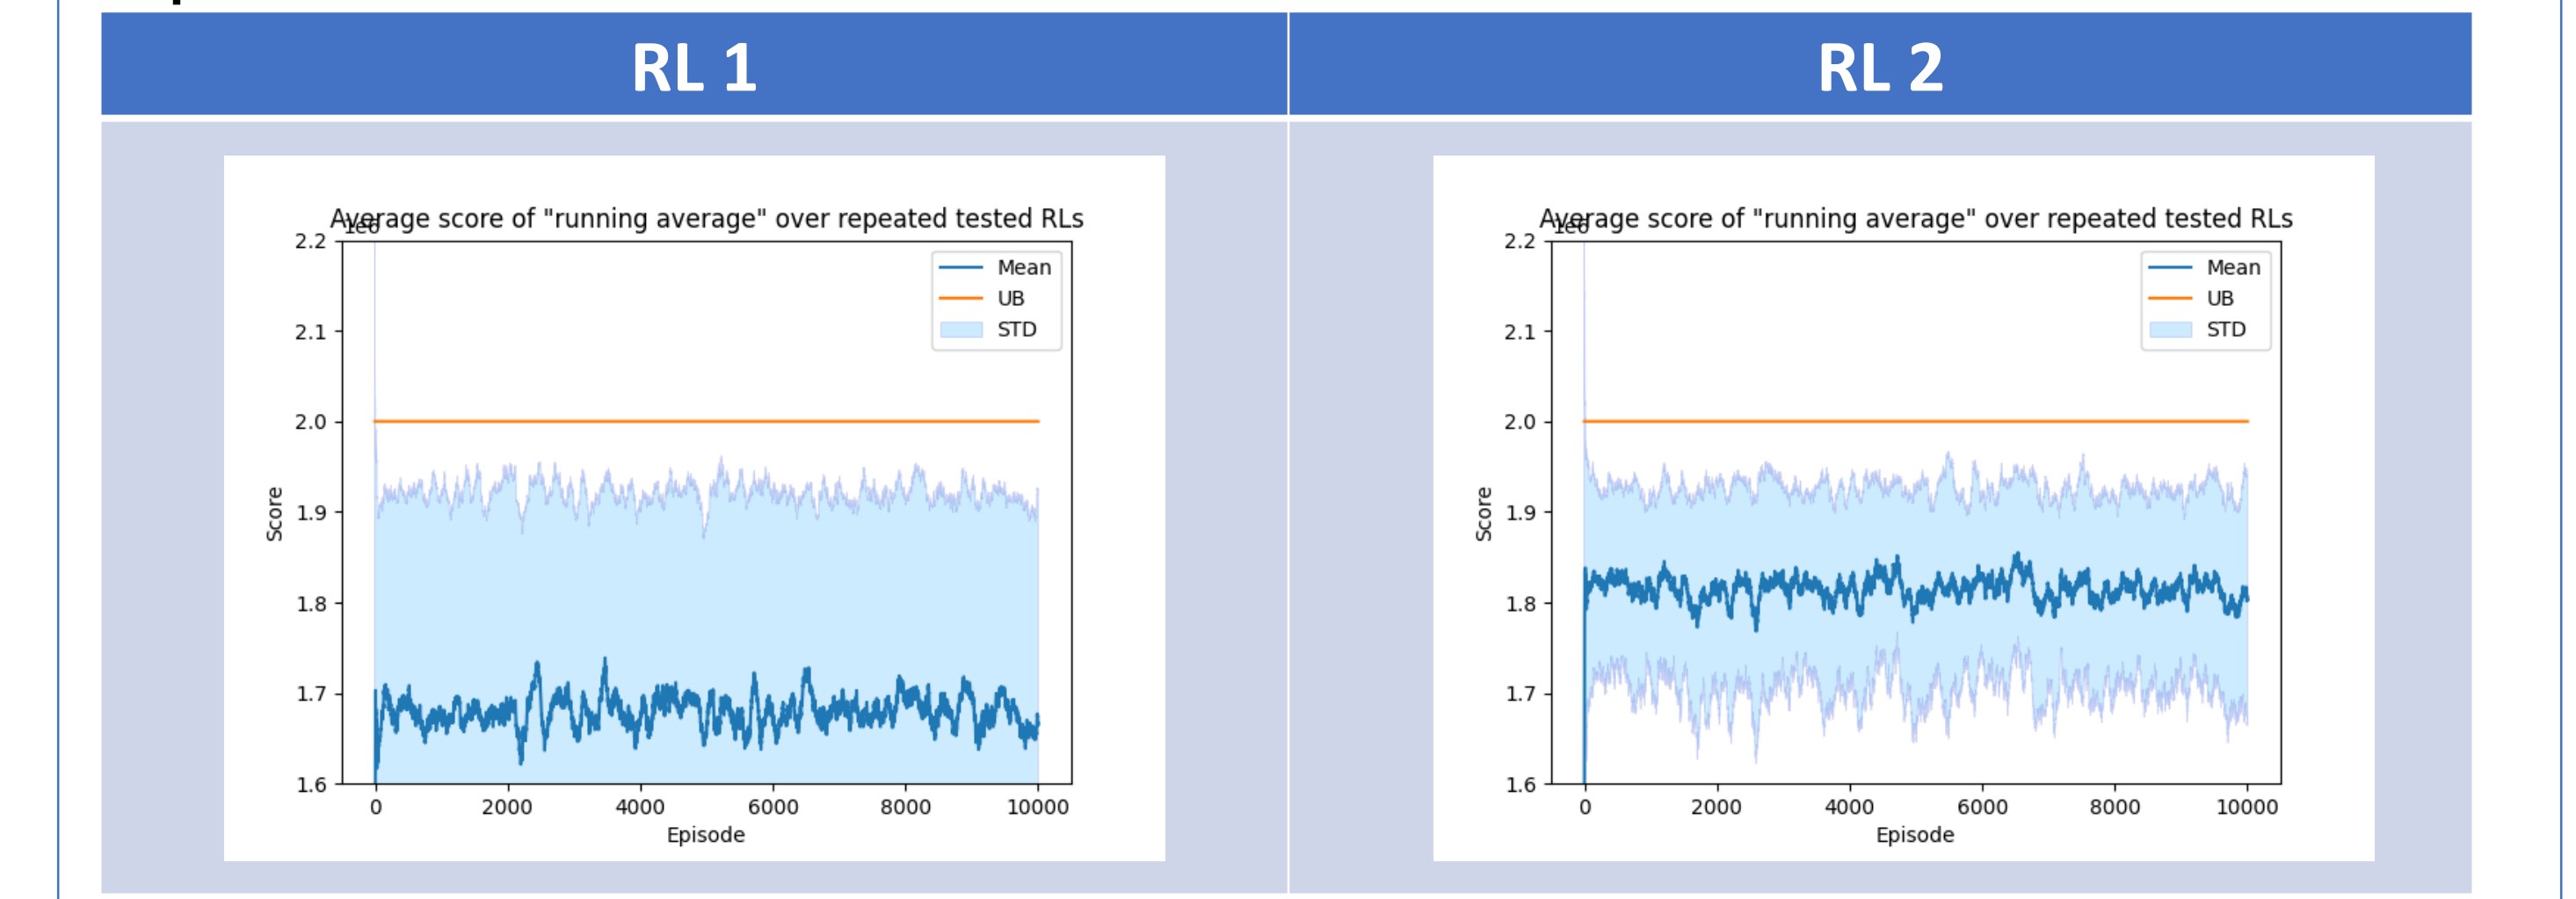 RL 1
RL 2
Average score of "running average" over repeated tested RLs
1e6
2.2
2.1
2.0
1.9
1.8
1.7
1.6
Score
Mean
UB
STD
0 2000 4000 6000 8000 10000
Episode
Average score of "running average" over repeated tested RLs
1e6
2.2
2.1
2.0
1.9
1.8
1.7
1.6
Score
Mean
UB
STD
0 2000 4000 6000 8000 10000
Episode